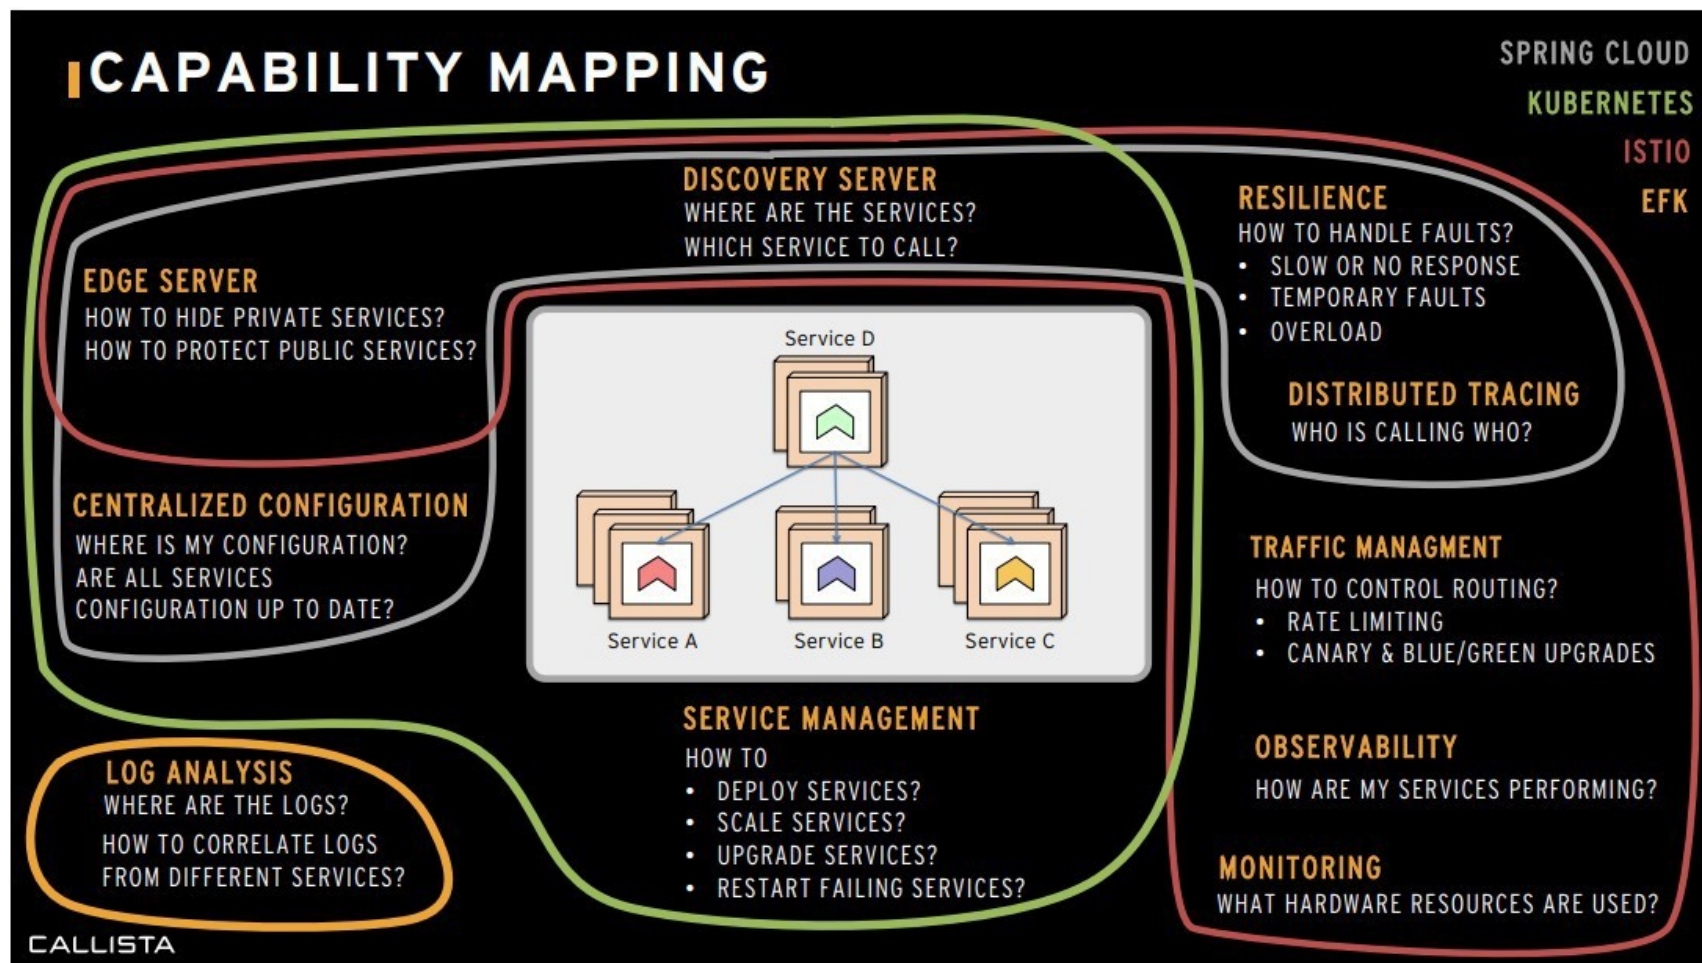 CAPABILITY MAPPING
SPRING CLOUD
KUBERNETES
ISTIO
EFK
DISCOVERY SERVER
WHERE ARE THE SERVICES?
WHICH SERVICE TO CALL?
RESILIENCE
HOW TO HANDLE FAULTS?
• SLOW OR NO RESPONSE
• TEMPORARY FAULTS
• OVERLOAD
EDGE SERVER
HOW TO HIDE PRIVATE SERVICES?
HOW TO PROTECT PUBLIC SERVICES?
DISTRIBUTED TRACING
WHO IS CALLING WHO?
Service D
Service A
Service B
Service C
CENTRALIZED CONFIGURATION
WHERE IS MY CONFIGURATION?
ARE ALL SERVICES
CONFIGURATION UP TO DATE?
TRAFFIC MANAGMENT
HOW TO CONTROL ROUTING?
• RATE LIMITING
• CANARY & BLUE/GREEN UPGRADES
SERVICE MANAGEMENT
HOW TO
• DEPLOY SERVICES?
• SCALE SERVICES?
• UPGRADE SERVICES?
• RESTART FAILING SERVICES?
OBSERVABILITY
HOW ARE MY SERVICES PERFORMING?
LOG ANALYSIS
WHERE ARE THE LOGS?
HOW TO CORRELATE LOGS
FROM DIFFERENT SERVICES?
MONITORING
WHAT HARDWARE RESOURCES ARE USED?
CALLISTA